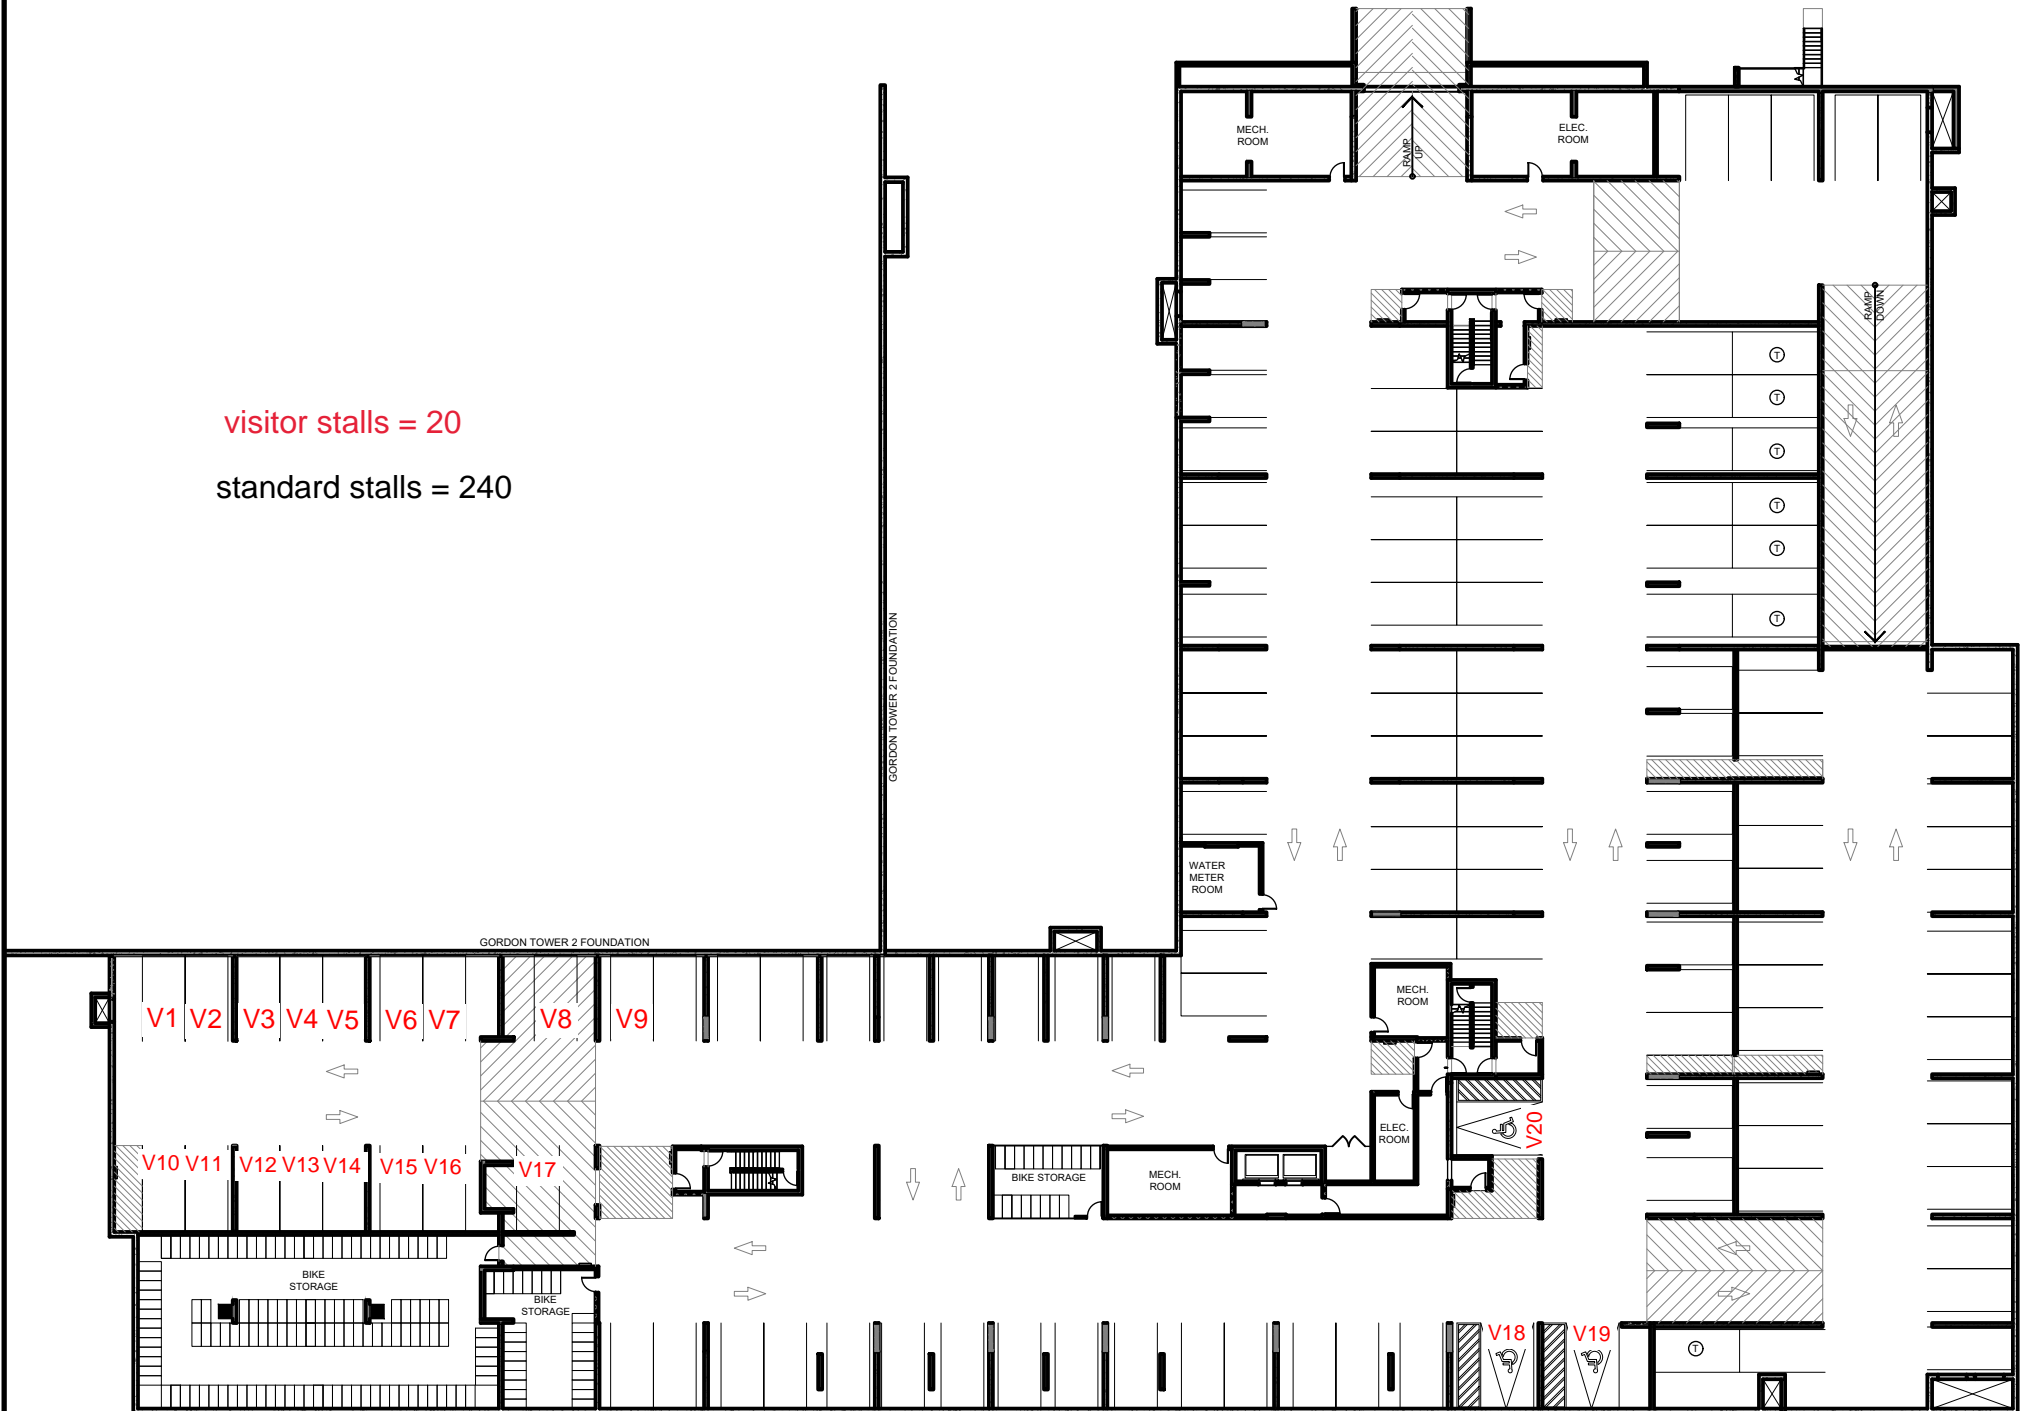 MECH.
ROOM
RAMP
UP
ELEC.
ROOM
RAMP
DOWN
T
T
visitor stalls = 20
T
standard stalls = 240
T
T
T
GORDON TOWER 2 FOUNDATION
WATER
METER
ROOM
GORDON TOWER 2 FOUNDATION
MECH.
ROOM
V1 V2 V3 V4 V5 V6 V7 V8 V9
ELEC.
ROOM
V20
V10 V11 V12 V13 V14 V15 V16 V17
BIKE STORAGE
MECH.
ROOM
BIKE
STORAGE
BIKE
STORAGE
V18 V19
T